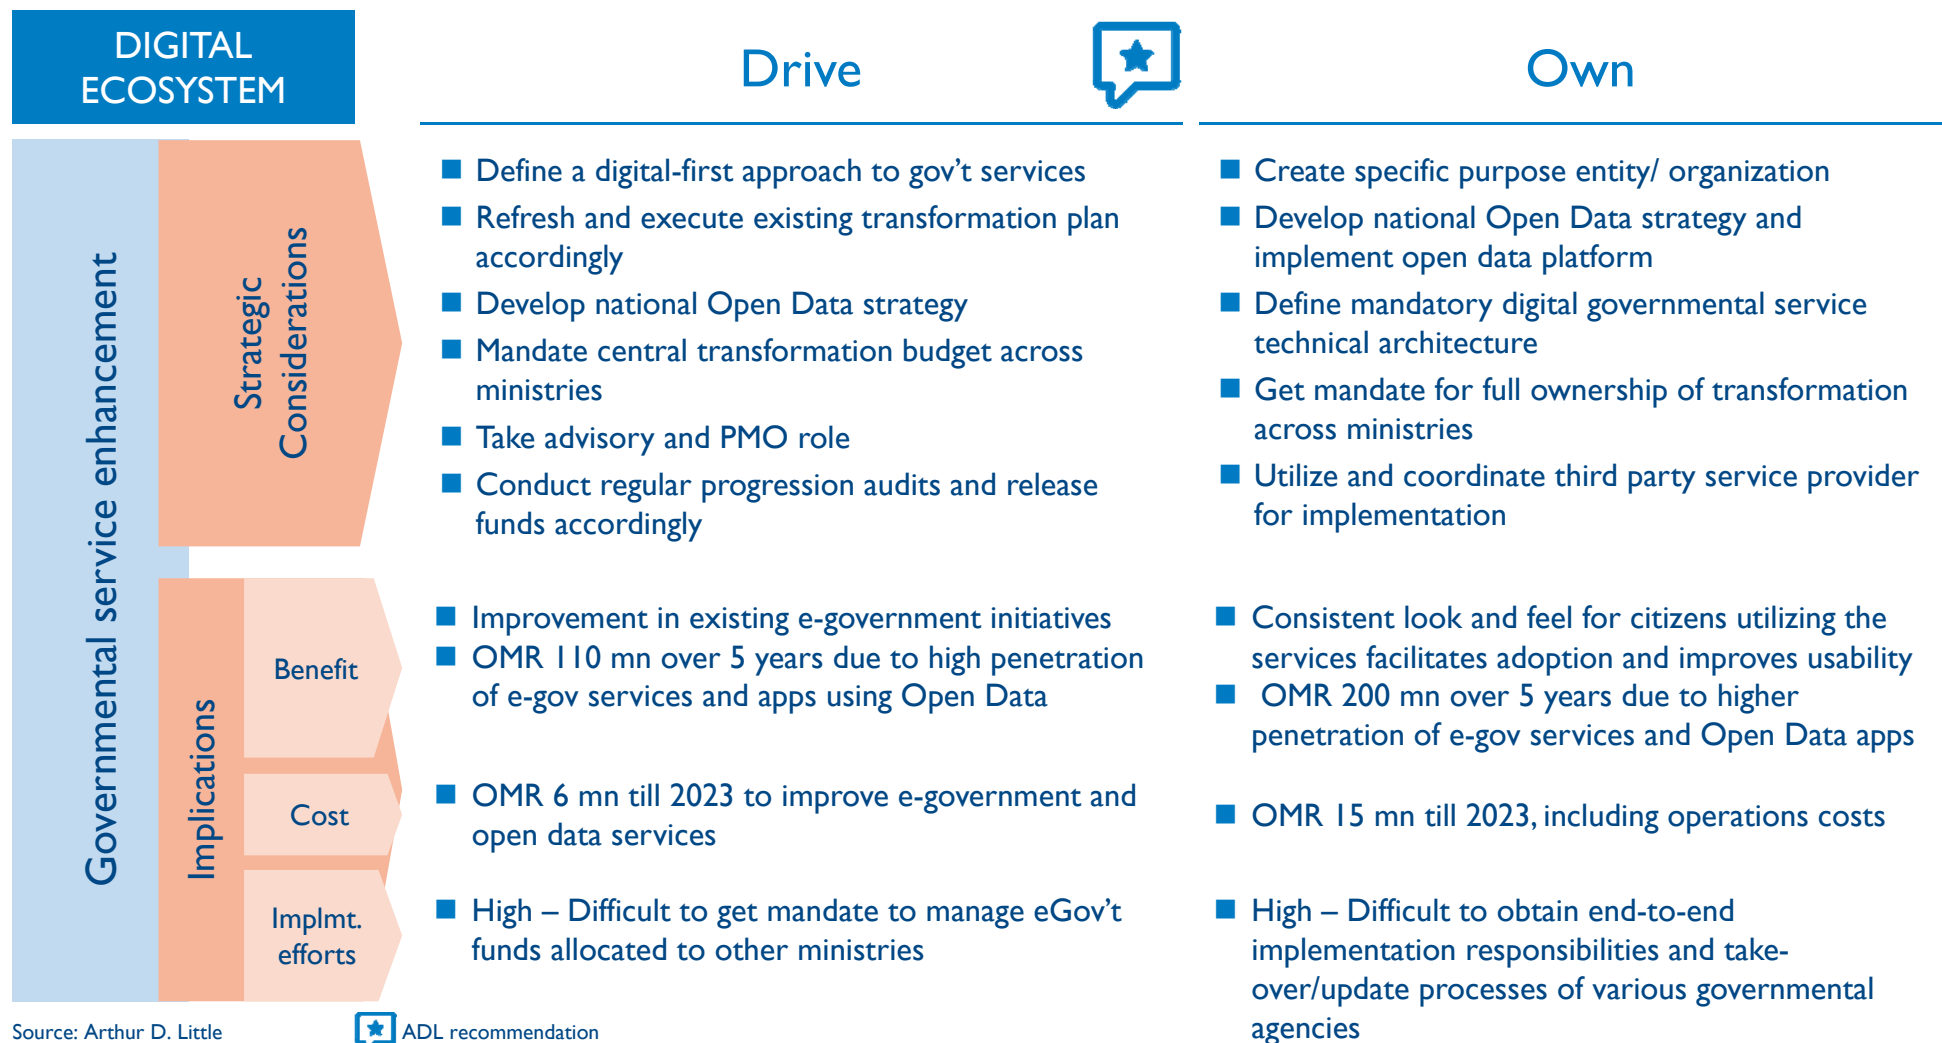 DIGITAL
ECOSYSTEM
Drive
Own
Governmental service enhancement
Strategic
Considerations
■ Define a digital-first approach to gov't services
■ Refresh and execute existing transformation plan
accordingly
■ Develop national Open Data strategy
■ Mandate central transformation budget across
ministries
■ Take advisory and PMO role
■ Conduct regular progression audits and release
funds accordingly
■ Create specific purpose entity/ organization
■ Develop national Open Data strategy and
implement open data platform
■ Define mandatory digital governmental service
technical architecture
■ Get mandate for full ownership of transformation
across ministries
■ Utilize and coordinate third party service provider
for implementation
Implications
Benefit
■ Improvement in existing e-government initiatives
■ OMR 110 mn over 5 years due to high penetration
of e-gov services and apps using Open Data
■ Consistent look and feel for citizens utilizing the
services facilitates adoption and improves usability
■ OMR 200 mn over 5 years due to higher
penetration of e-gov services and Open Data apps
Cost
■ OMR 6 mn till 2023 to improve e-government and
open data services
■ OMR 15 mn till 2023, including operations costs
Implmt.
efforts
■ High – Difficult to get mandate to manage eGov't
funds allocated to other ministries
■ High – Difficult to obtain end-to-end
implementation responsibilities and take-
over/update processes of various governmental
agencies
Source: Arthur D. Little
ADL recommendation